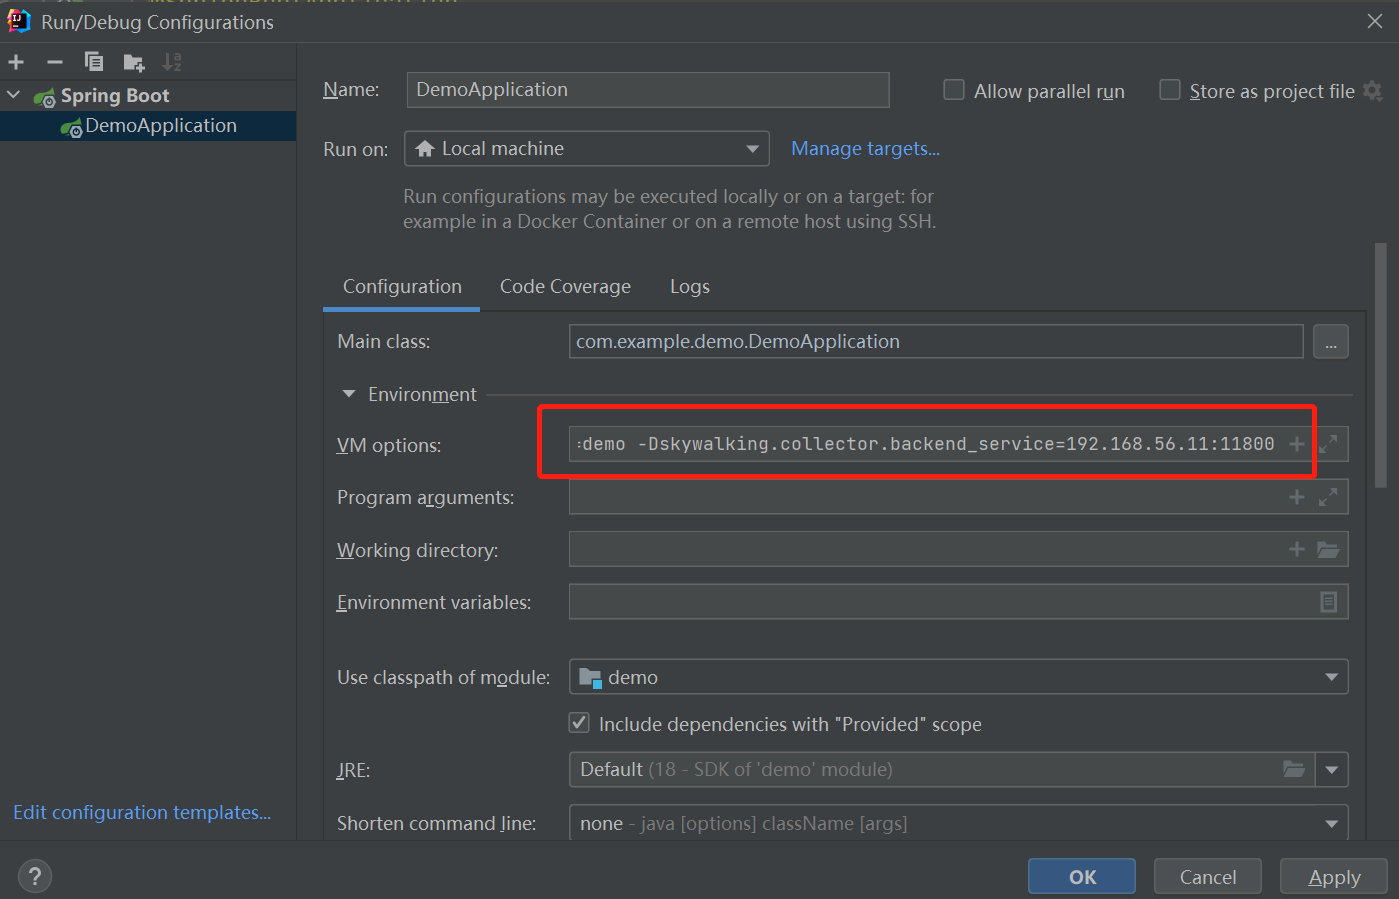 Run/Debug Configurations
Spring Boot
DemoApplication
Name: DemoApplication
Allow parallel run
Store as project file
Run on: Local machine Manage targets...
Run configurations may be executed locally or on a target: for
example in a Docker Container or on a remote host using SSH.
Configuration Code Coverage Logs
Main class: com.example.demo.DemoApplication ...
Environment
VM options: :demo -Dskywalking.collector.backend_service=192.168.56.11:11800
Program arguments:
Working directory:
Environment variables:
Use classpath of module: demo
Include dependencies with "Provided" scope
JRE: Default (18 - SDK of 'demo' module)
Edit configuration templates...
Shorten command line: none - java [options] className [args]
? OK Cancel Apply